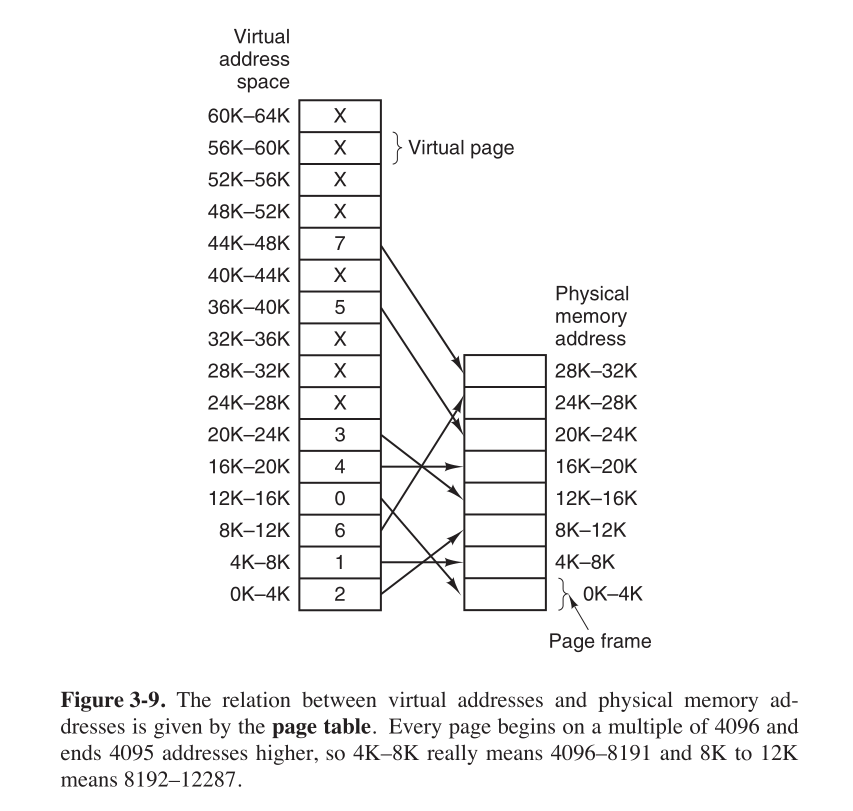 Virtual
address
space
60K–64K X
56K–60K X Virtual page
52K–56K X
48K–52K X
44K–48K 7
40K–44K X
36K–40K 5
32K–36K X
28K–32K X
24K–28K X
20K–24K 3
16K–20K 4
12K–16K 0
8K–12K 6
4K–8K 1
0K–4K 2
Physical
memory
address
28K–32K
24K–28K
20K–24K
16K–20K
12K–16K
8K–12K
4K–8K
0K–4K
Page frame
Figure 3-9. The relation between virtual addresses and physical memory ad-
dresses is given by the page table. Every page begins on a multiple of 4096 and
ends 4095 addresses higher, so 4K–8K really means 4096–8191 and 8K to 12K
means 8192–12287.